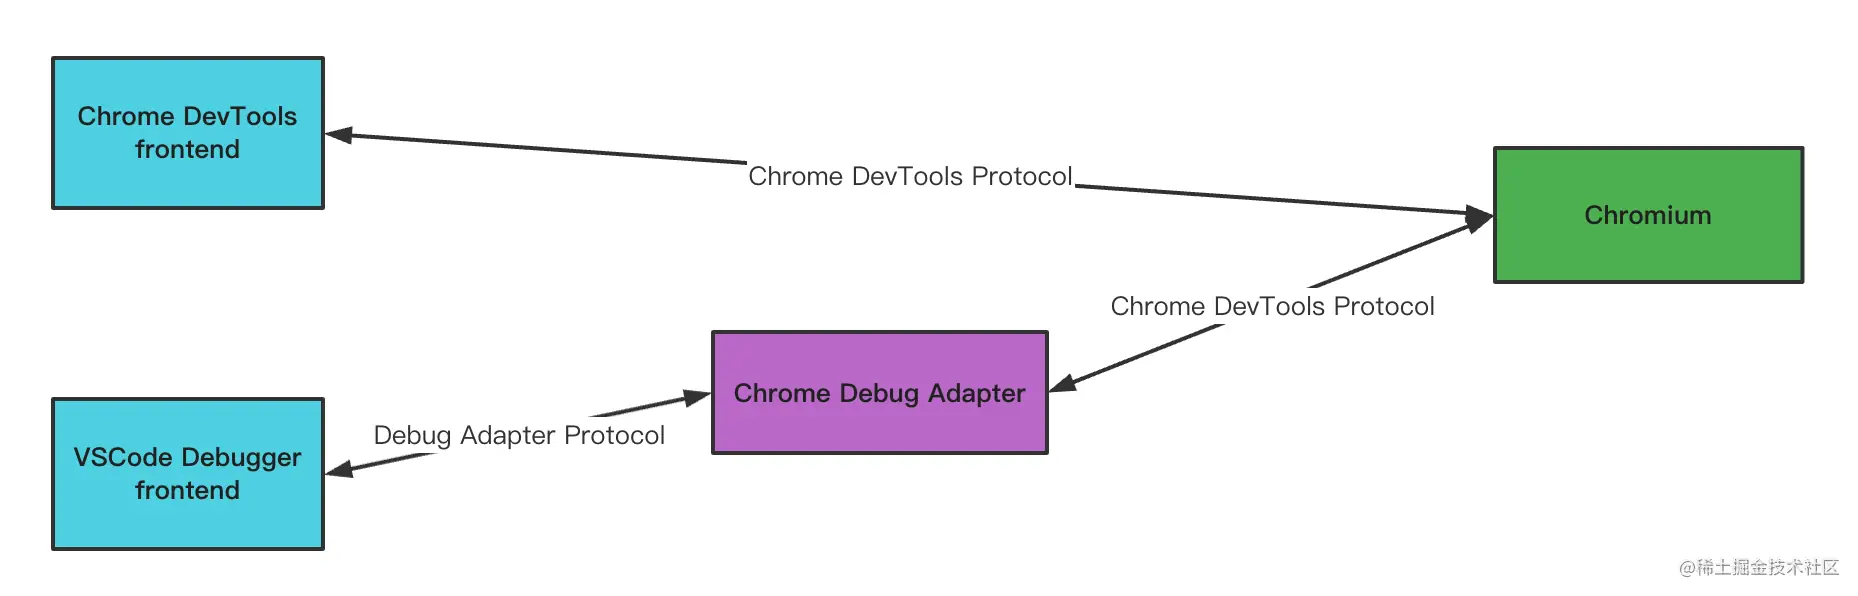 Chrome DevTools
frontend
Chrome DevTools Protocol
Chromium
Chrome DevTools Protocol
Chrome Debug Adapter
Debug Adapter Protocol
VSCode Debugger
frontend
@稀土掘金技术社区